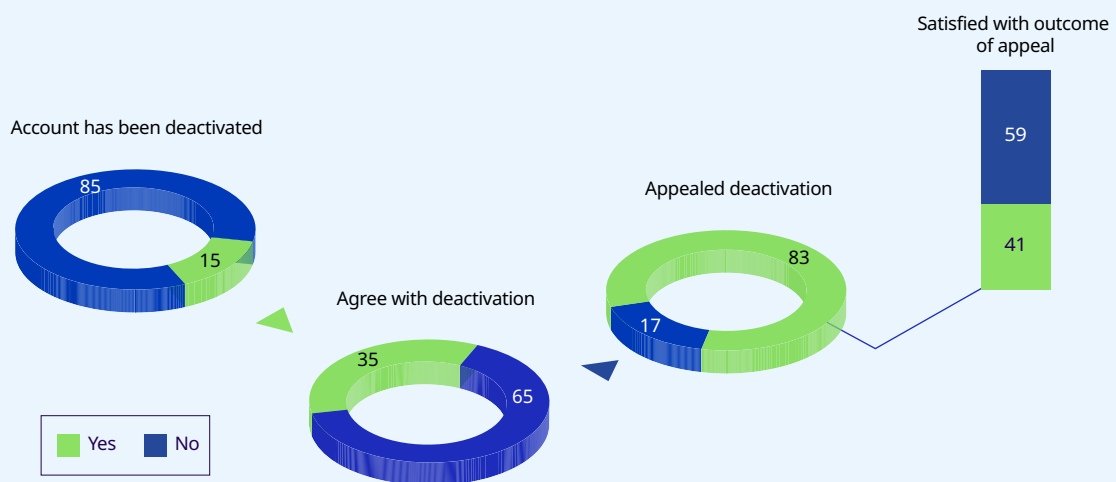 Satisfied with outcome
of appeal
59
41
Account has been deactivated
85
15
Appealed deactivation
83
17
Agree with deactivation
35
65
Yes
No